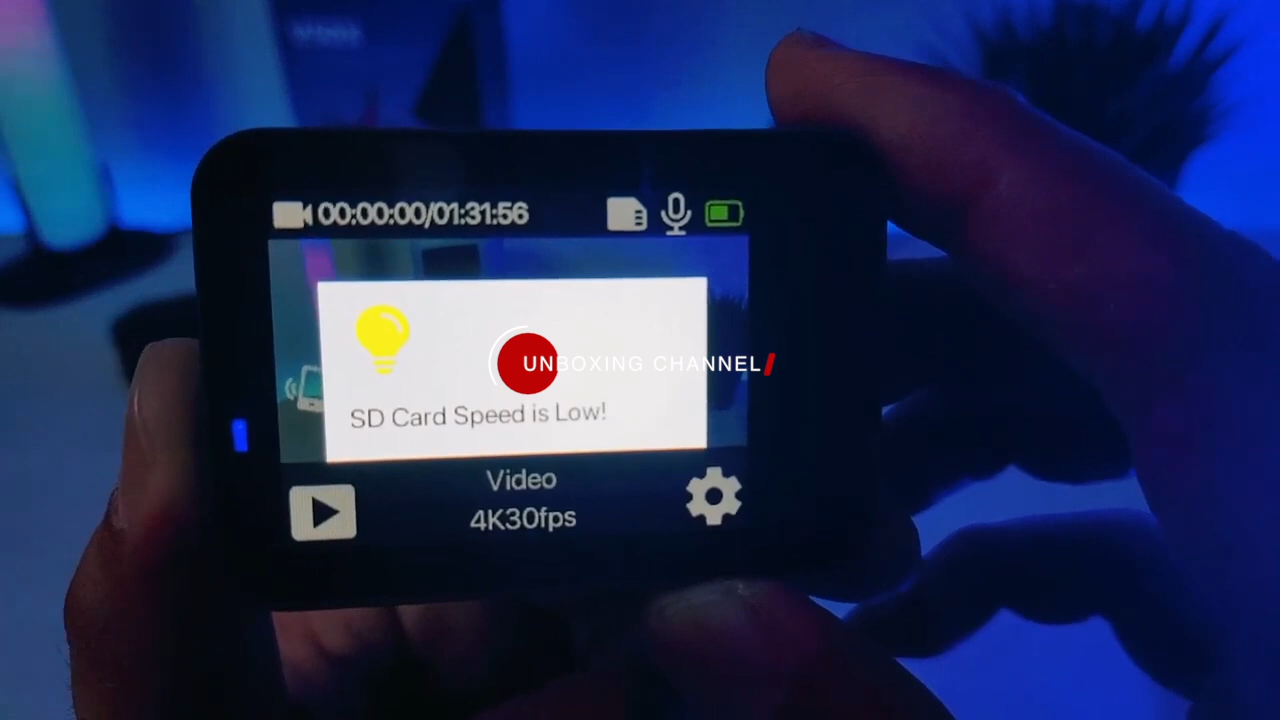 00:00:00/01:31:56
UNBOXING CHANNEL
SD Card Speed is Low!
Video
4K30fps